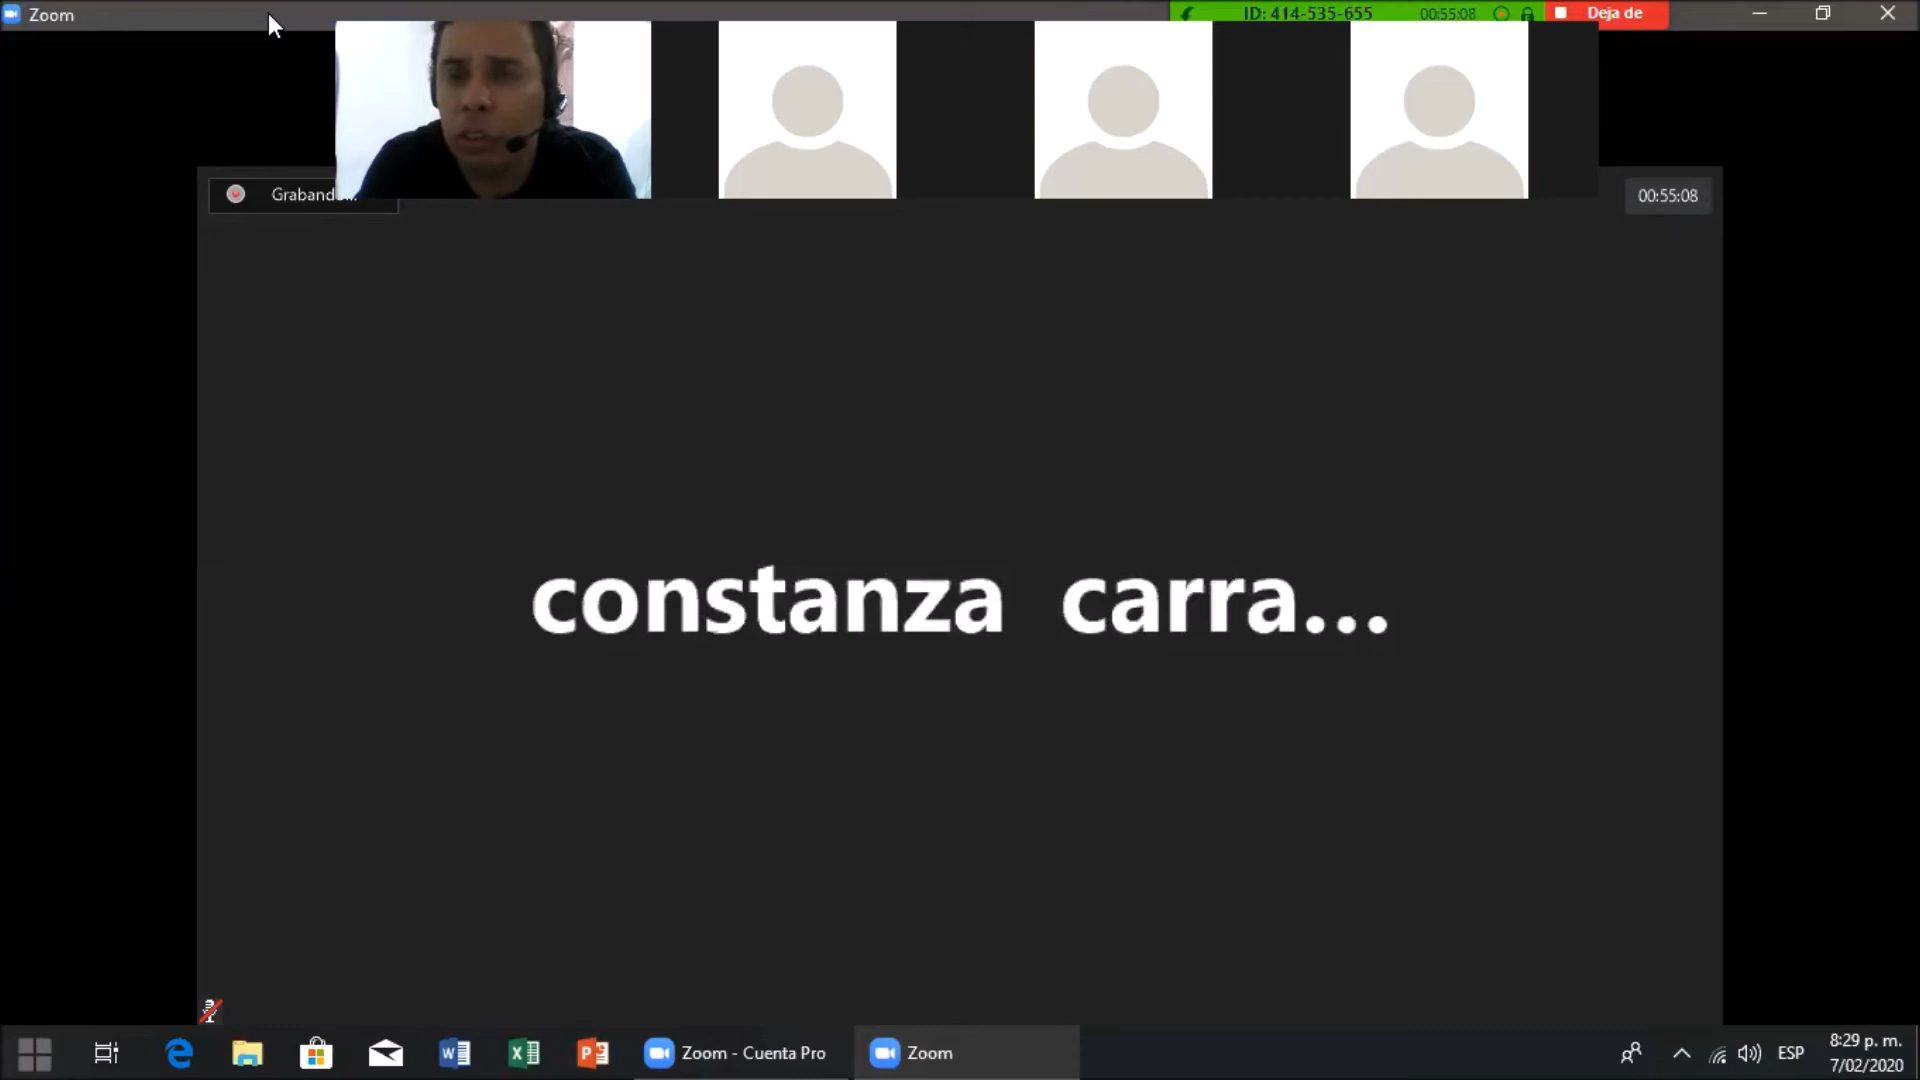 Zoom
ID: 414-535-655
00:55:08
Deja de
Grabando...
00:55:08
constanza carra...
Zoom - Cuenta Pro
Zoom
ESP
8:29 p. m.
7/02/2020